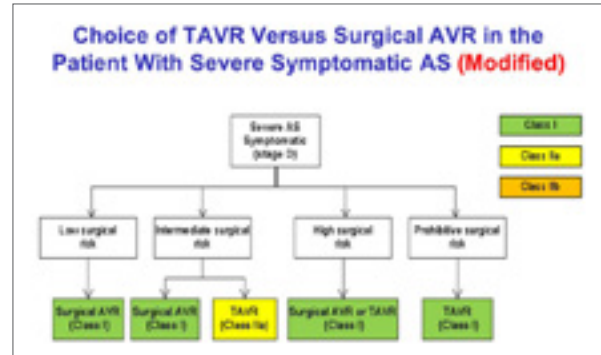 Choice of TAVR Versus Surgical AVR in the
Patient With Severe Symptomatic AS (Modified)
Severe AS
Symptomatic
(stage D)
Class I
Class IIa
Class IIb
Low surgical
risk
Intermediate surgical
risk
High surgical
risk
Prohibitive surgical
risk
Surgical AVR
(Class I)
Surgical AVR
(Class I)
TAVR
(Class IIa)
Surgical AVR or TAVR
(Class I)
TAVR
(Class I)